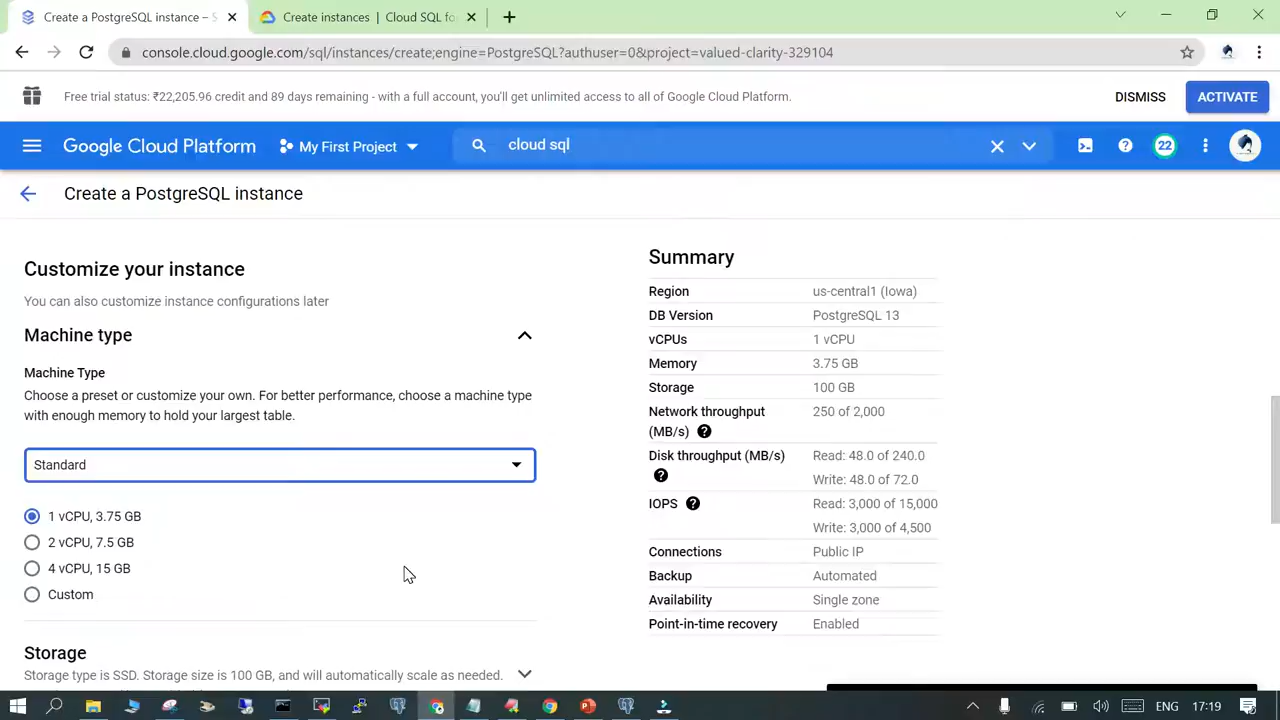 Create a PostgreSQL instance – S
Create instances | Cloud SQL fo
console.cloud.google.com/sql/instances/create;engine=PostgreSQL?authuser=0&project=valued-clarity-329104
Free trial status: ₹22,205.96 credit and 89 days remaining - with a full account, you'll get unlimited access to all of Google Cloud Platform.
DISMISS
ACTIVATE
Google Cloud Platform
My First Project
cloud sql
22
Create a PostgreSQL instance
Customize your instance
You can also customize instance configurations later
Machine type
Machine Type
Choose a preset or customize your own. For better performance, choose a machine type
with enough memory to hold your largest table.
Standard
1 vCPU, 3.75 GB
2 vCPU, 7.5 GB
4 vCPU, 15 GB
Custom
Storage
Storage type is SSD. Storage size is 100 GB, and will automatically scale as needed.
Summary
Region us-central1 (Iowa)
DB Version PostgreSQL 13
vCPUs 1 vCPU
Memory 3.75 GB
Storage 100 GB
Network throughput 250 of 2,000
(MB/s)
Disk throughput (MB/s) Read: 48.0 of 240.0
Write: 48.0 of 72.0
IOPS Read: 3,000 of 15,000
Write: 3,000 of 4,500
Connections Public IP
Backup Automated
Availability Single zone
Point-in-time recovery Enabled
ENG 17:19